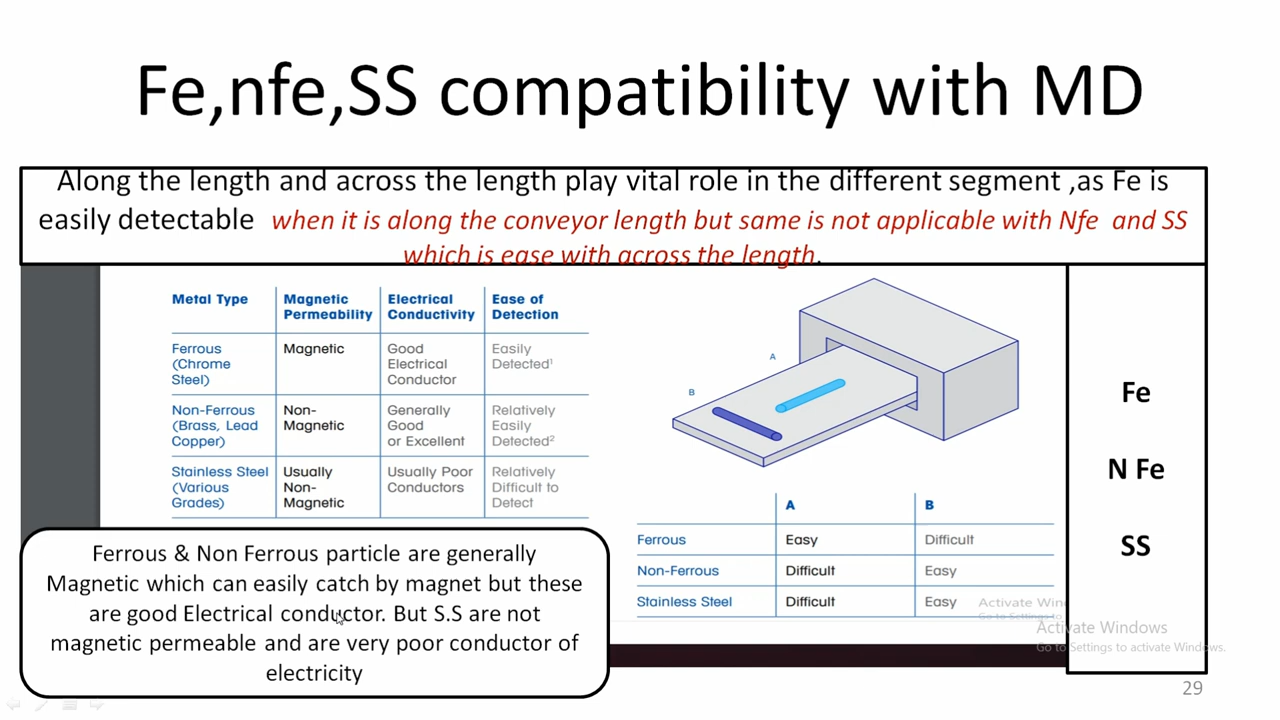 Fe,nfe,SS compatibility with MD
Along the length and across the length play vital role in the different segment ,as Fe is
easily detectable when it is along the conveyor length but same is not applicable with Nfe and SS
which is ease with across the length.
Metal Type Magnetic Permeability Electrical Conductivity Ease of Detection
Ferrous (Chrome Steel) Magnetic Good Electrical Conductor Easily Detected¹
Non-Ferrous (Brass, Lead Copper) Non-Magnetic Generally Good or Excellent Relatively Easily Detected²
Stainless Steel (Various Grades) Usually Non-Magnetic Usually Poor Conductors Relatively Difficult to Detect
A
B
A B
Ferrous Easy Difficult
Non-Ferrous Difficult Easy
Stainless Steel Difficult Easy
Fe
N Fe
SS
Ferrous & Non Ferrous particle are generally
Magnetic which can easily catch by magnet but these
are good Electrical conductor. But S.S are not
magnetic permeable and are very poor conductor of
electricity
Activate Win
Go to Settings to
Activate Windows
Go to Settings to activate Windows.
29